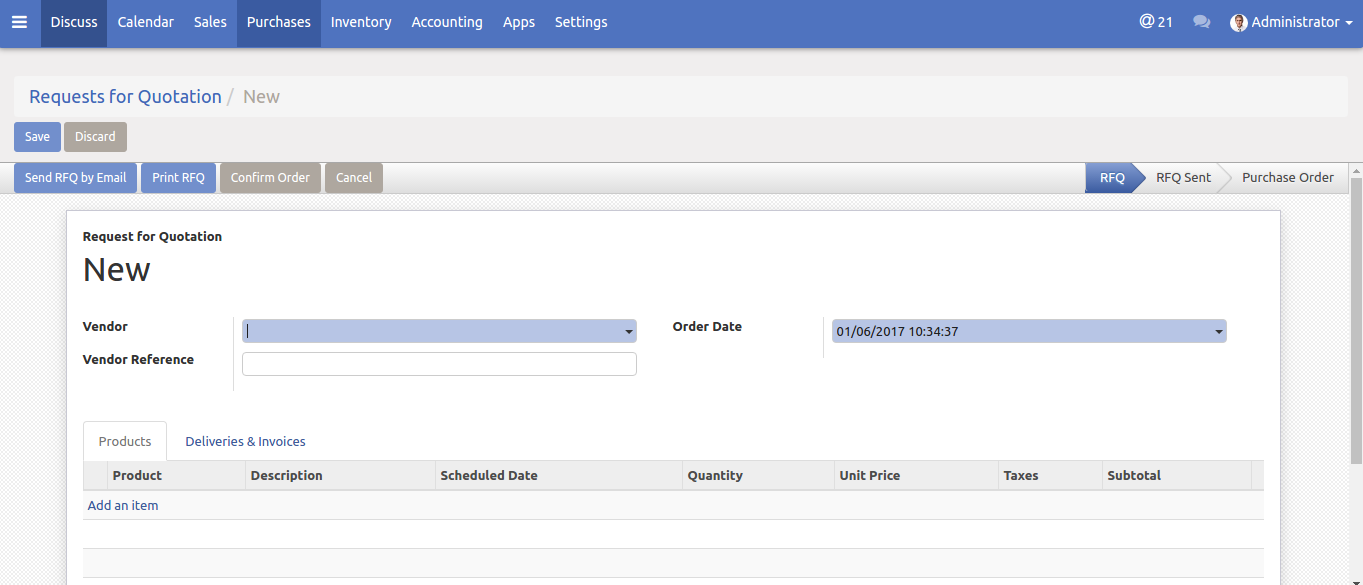 Discuss Calendar Sales Purchases Inventory Accounting Apps Settings @ 21 Administrator
Requests for Quotation / New
Save Discard
Send RFQ by Email Print RFQ Confirm Order Cancel RFQ RFQ Sent Purchase Order
Request for Quotation
New
Vendor Order Date 01/06/2017 10:34:37
Vendor Reference
Products Deliveries & Invoices
Product Description Scheduled Date Quantity Unit Price Taxes Subtotal
Add an item